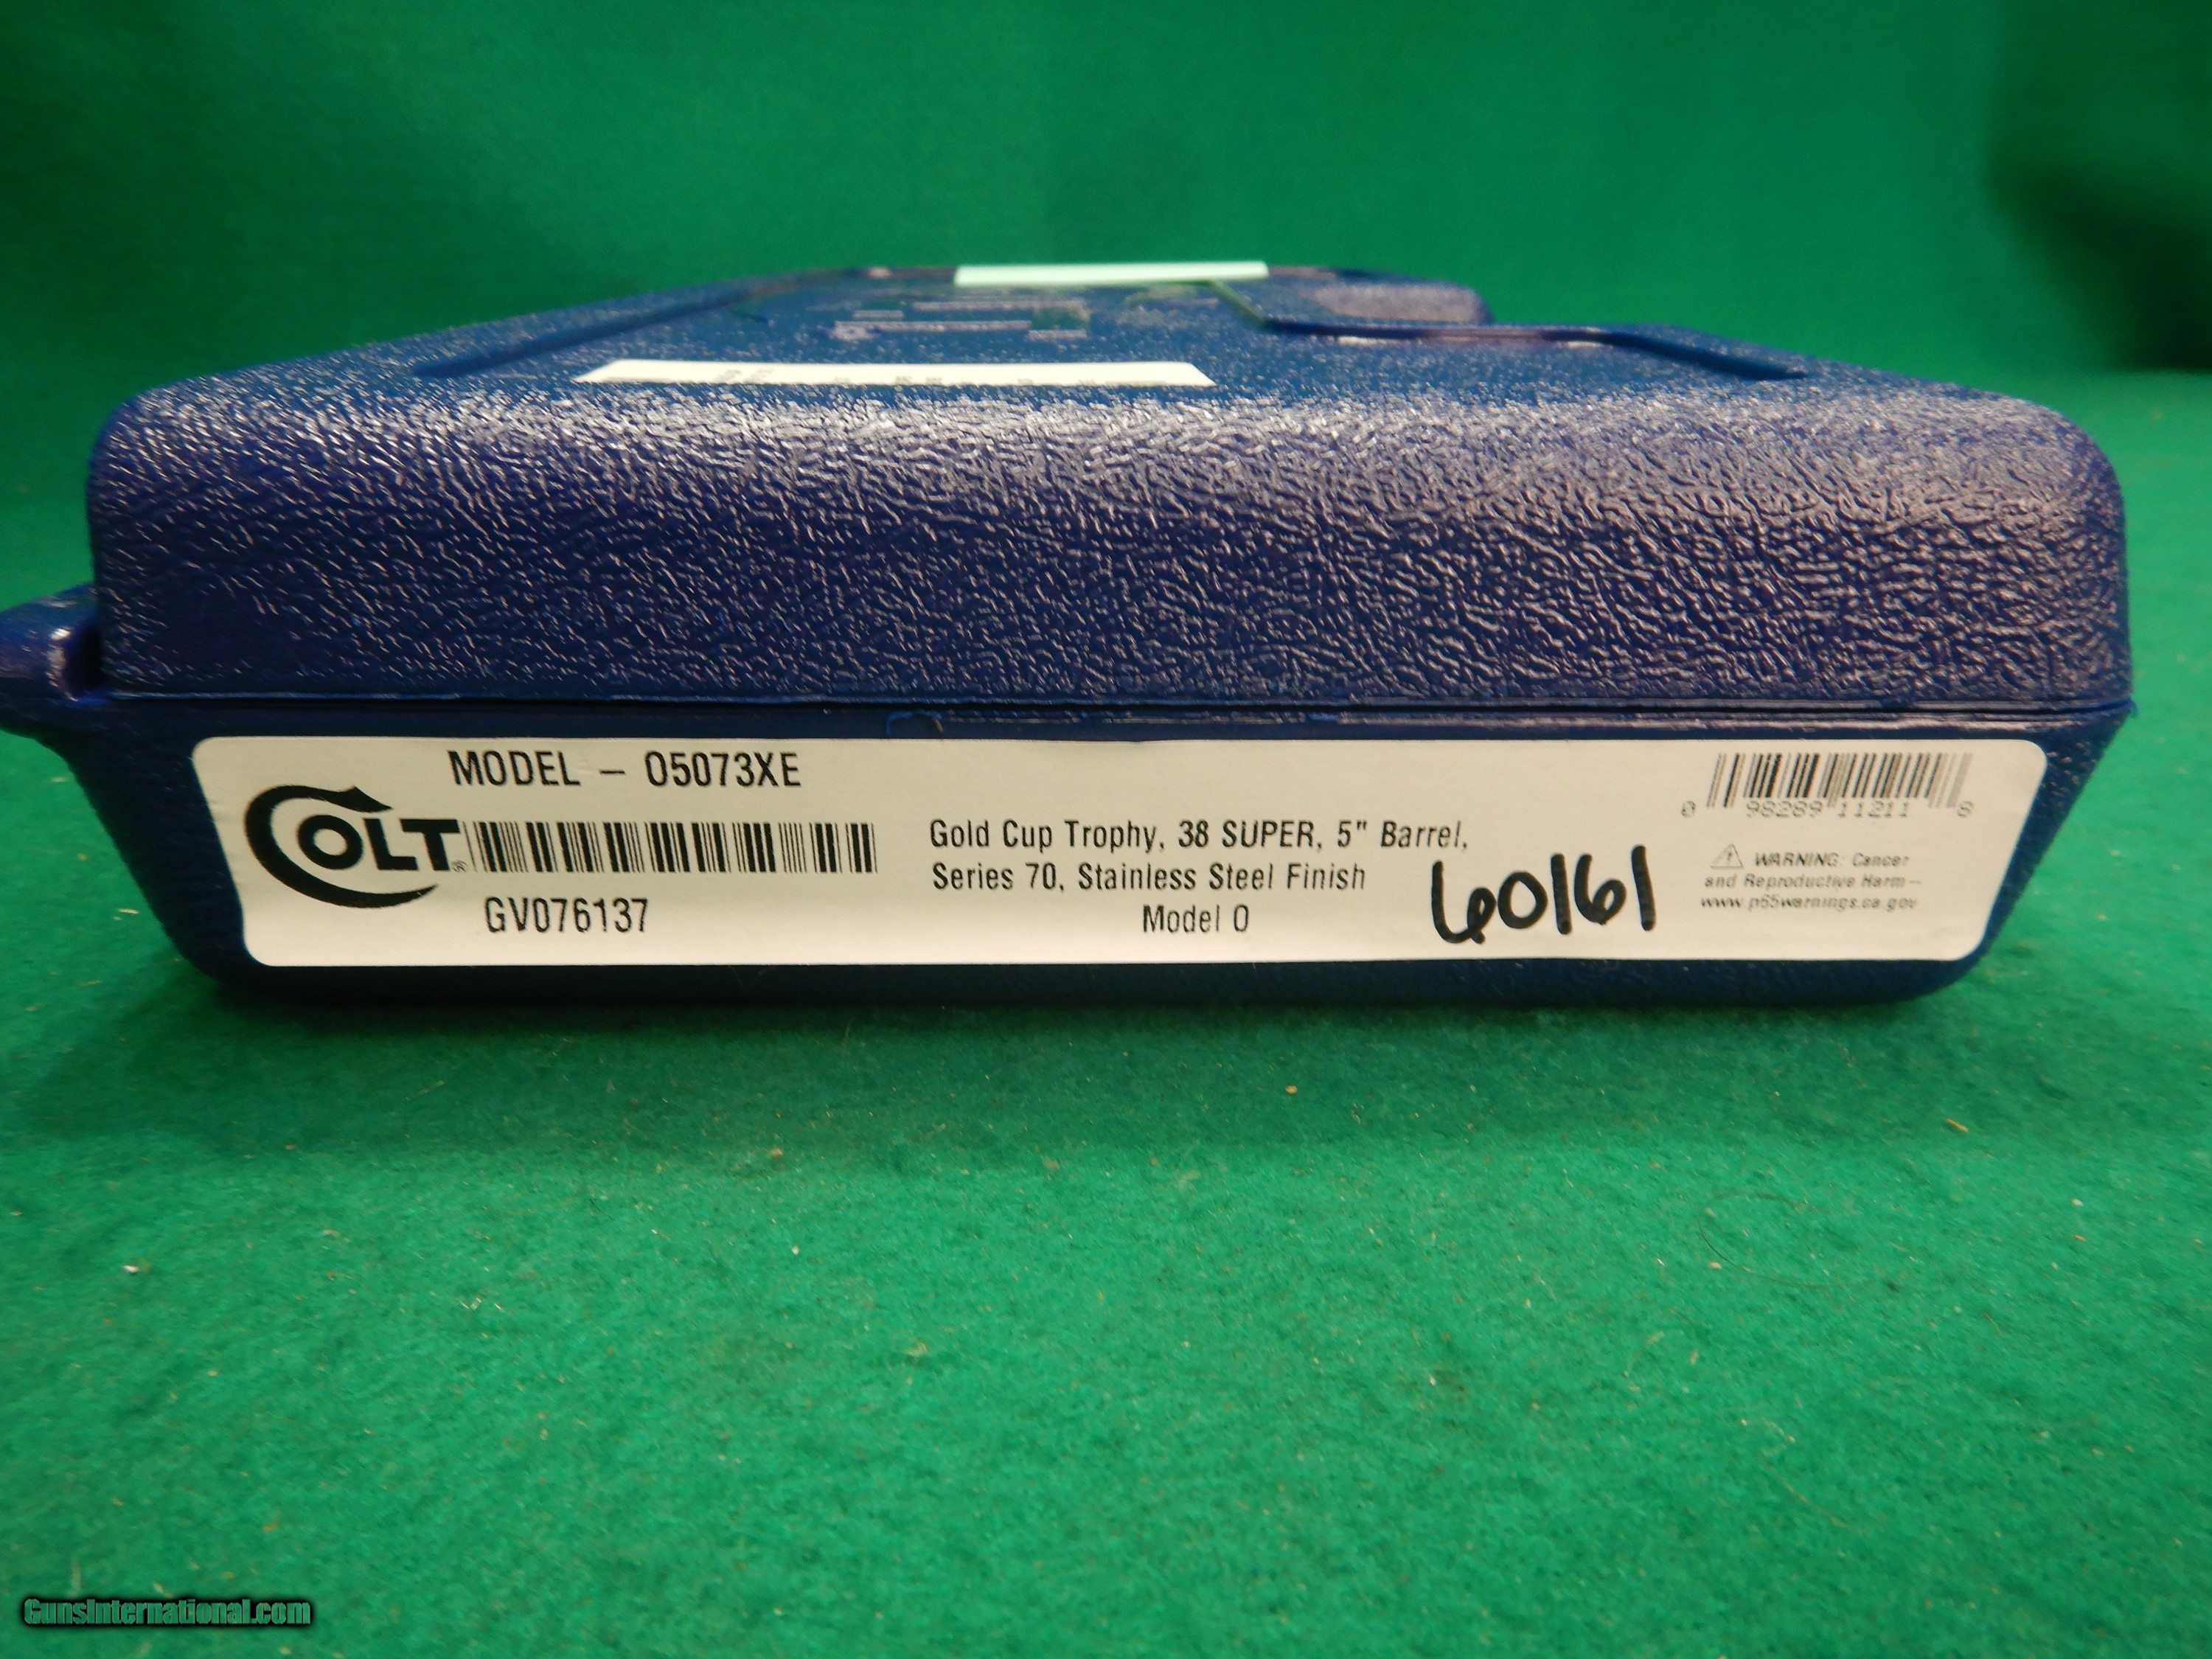 MODEL – O5073XE
COLT®
GV076137
Gold Cup Trophy, 38 SUPER, 5" Barrel,
Series 70, Stainless Steel Finish
Model O
60161
0 98289 11211 8
WARNING: Cancer
and Reproductive Harm –
www.p65warnings.ca.gov
GunsInternational.com